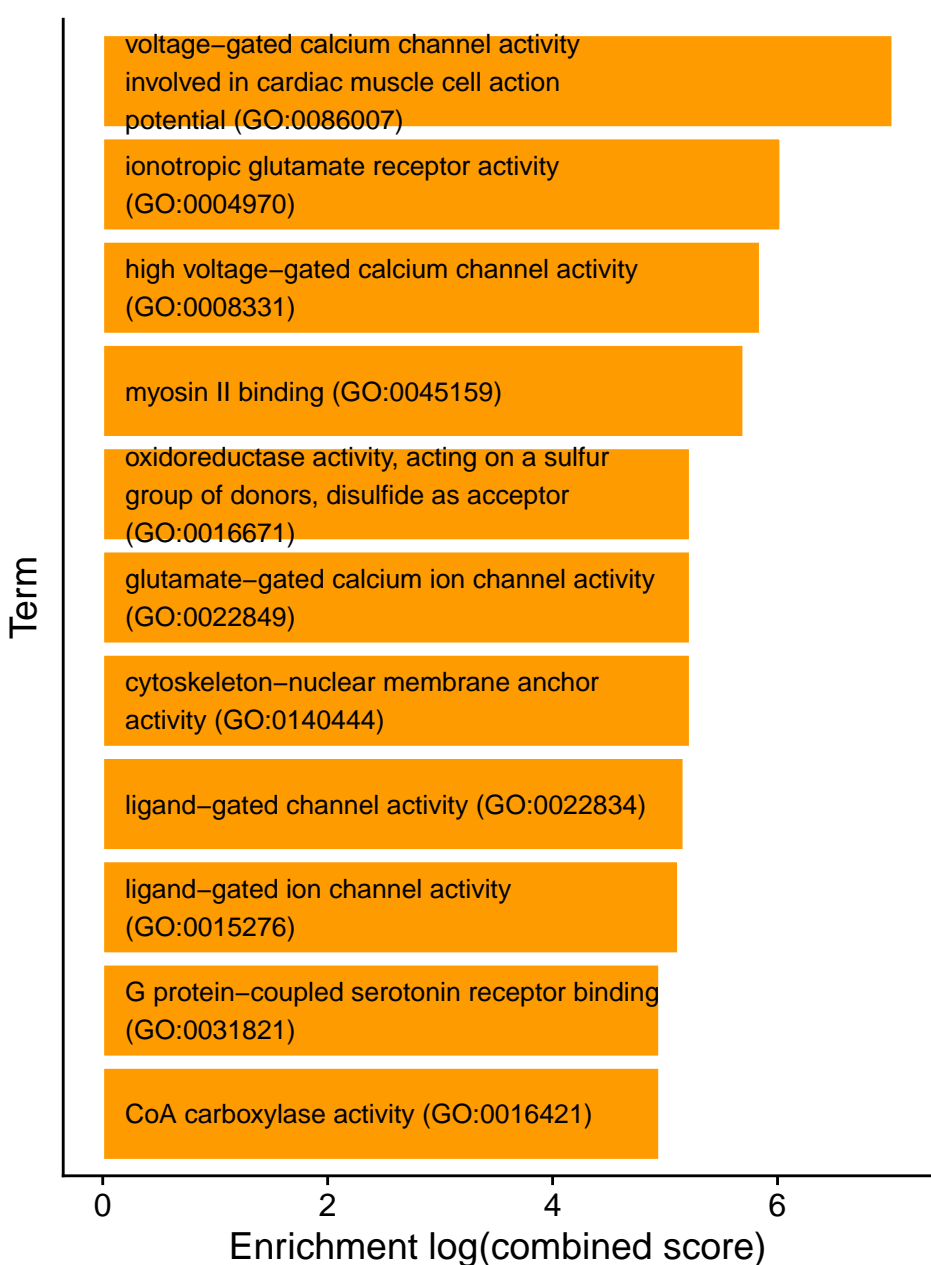 voltage−gated calcium channel activity
involved in cardiac muscle cell action
potential (GO:0086007)
ionotropic glutamate receptor activity
(GO:0004970)
high voltage−gated calcium channel activity
(GO:0008331)
myosin II binding (GO:0045159)
oxidoreductase activity, acting on a sulfur
group of donors, disulfide as acceptor
(GO:0016671)
glutamate−gated calcium ion channel activity
(GO:0022849)
cytoskeleton−nuclear membrane anchor
activity (GO:0140444)
ligand−gated channel activity (GO:0022834)
ligand−gated ion channel activity
(GO:0015276)
G protein−coupled serotonin receptor binding
(GO:0031821)
CoA carboxylase activity (GO:0016421)
Term
0 2 4 6
Enrichment log(combined score)